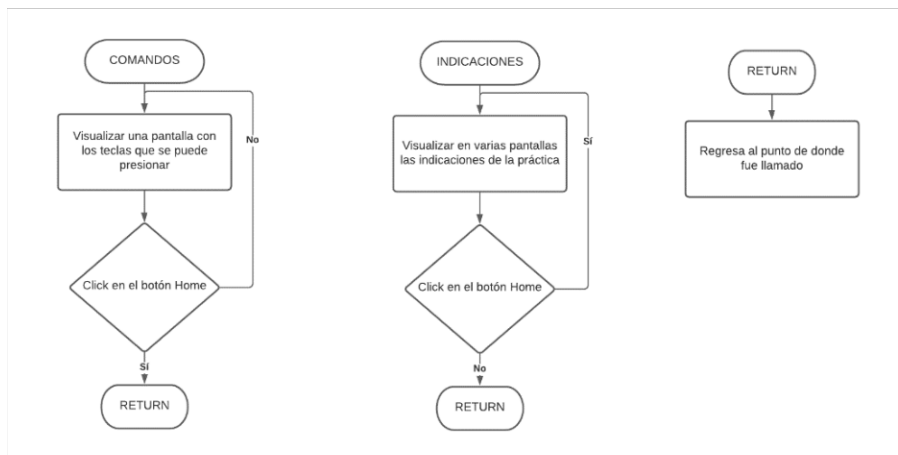 COMANDOS
Visualizar una pantalla con
los teclas que se puede
presionar
No
Click en el botón Home
Sí
RETURN
INDICACIONES
Visualizar en varias pantallas
las indicaciones de la práctica
Sí
Click en el botón Home
No
RETURN
RETURN
Regresa al punto de donde
fue llamado